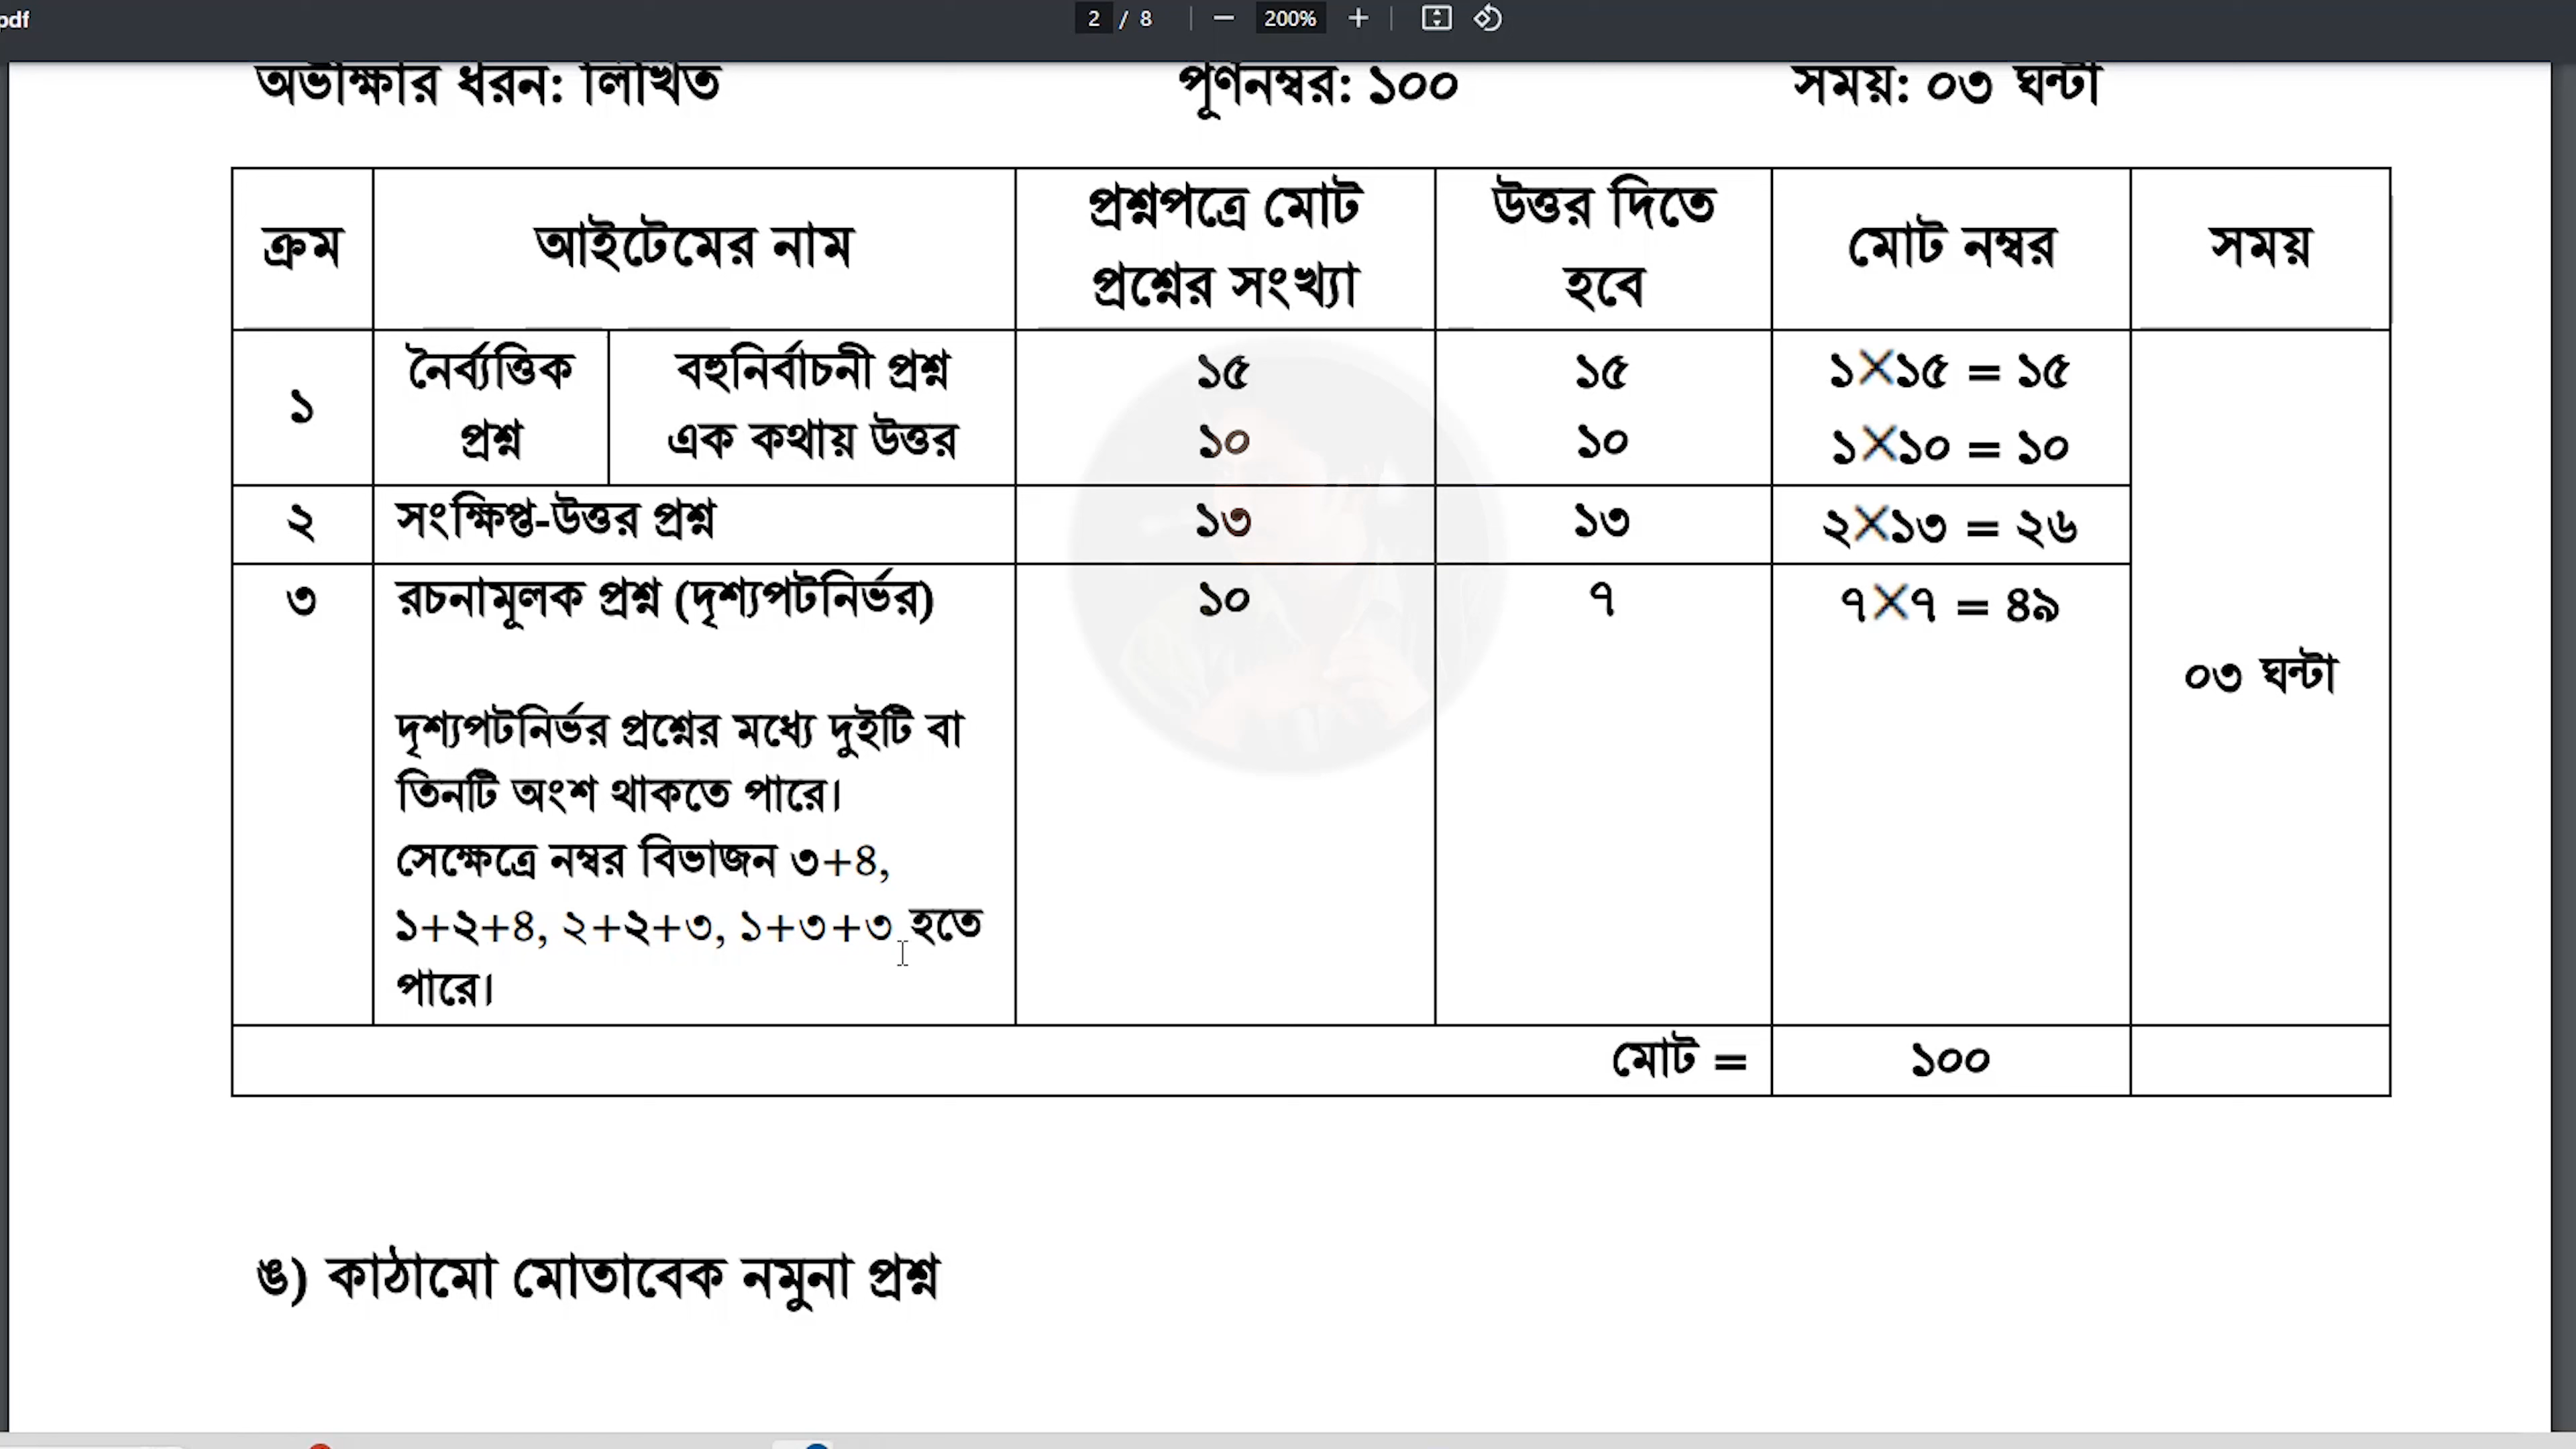 pdf
2 / 8
200%
অভীক্ষার ধরন: লিখিত পূর্ণনম্বর: ১০০ সময়: ০৩ ঘন্টা
ক্রম
আইটেমের নাম
প্রশ্নপত্রে মোট
প্রশ্নের সংখ্যা
উত্তর দিতে
হবে
মোট নম্বর
সময়
১
নৈর্ব্যত্তিক
প্রশ্ন
বহুনির্বাচনী প্রশ্ন
এক কথায় উত্তর
১৫
১০
১৫
১০
১×১৫ = ১৫
১×১০ = ১০
২
সংক্ষিপ্ত-উত্তর প্রশ্ন
১৩
১৩
২×১৩ = ২৬
৩
রচনামূলক প্রশ্ন (দৃশ্যপটনির্ভর)
দৃশ্যপটনির্ভর প্রশ্নের মধ্যে দুইটি বা
তিনটি অংশ থাকতে পারে।
সেক্ষেত্রে নম্বর বিভাজন ৩+৪,
১+২+৪, ২+২+৩, ১+৩+৩ হতে
পারে।
১০
৭
৭×৭ = ৪৯
০৩ ঘন্টা
মোট =
১০০
ঙ) কাঠামো মোতাবেক নমুনা প্রশ্ন